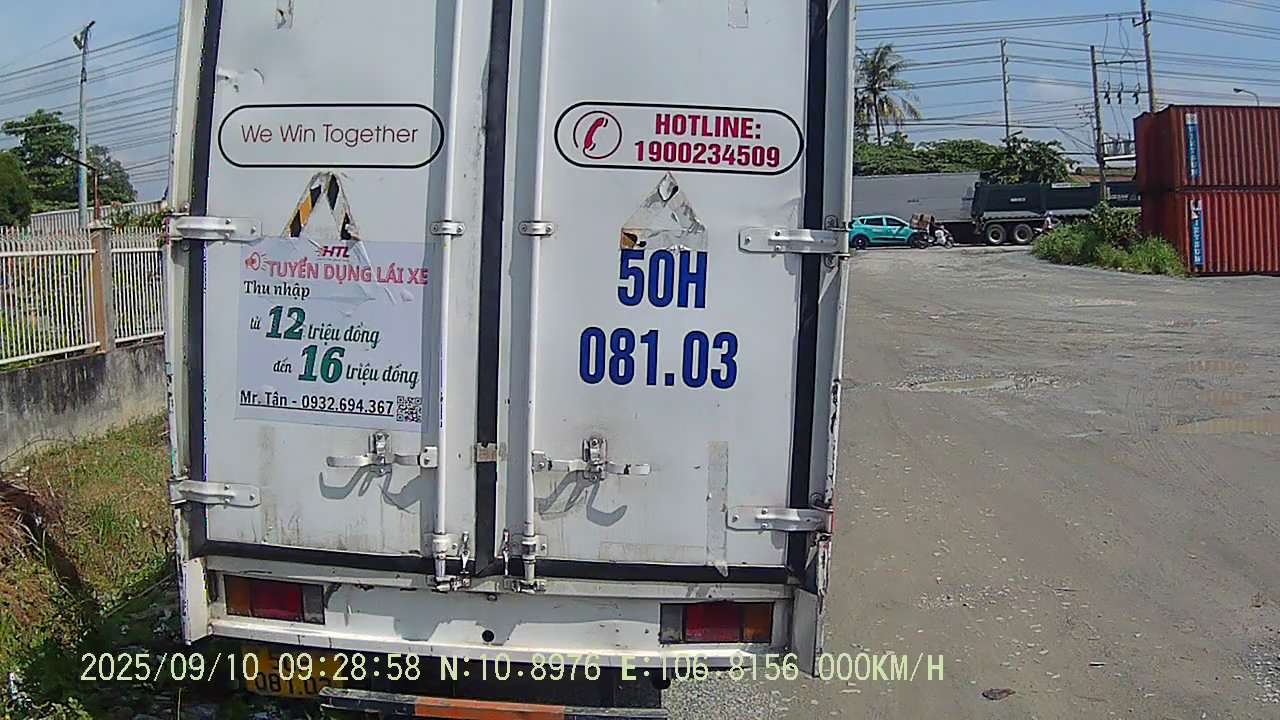 We Win Together
HOTLINE:
1900234509
HTL
TUYỂN DỤNG LÁI XE
Thu nhập
từ 12 triệu đồng
đến 16 triệu đồng
Mr. Tân - 0932.694.367
50H
081.03
2025/09/10 09:28:58 N:10.8976 E:106.8156 000KM/H